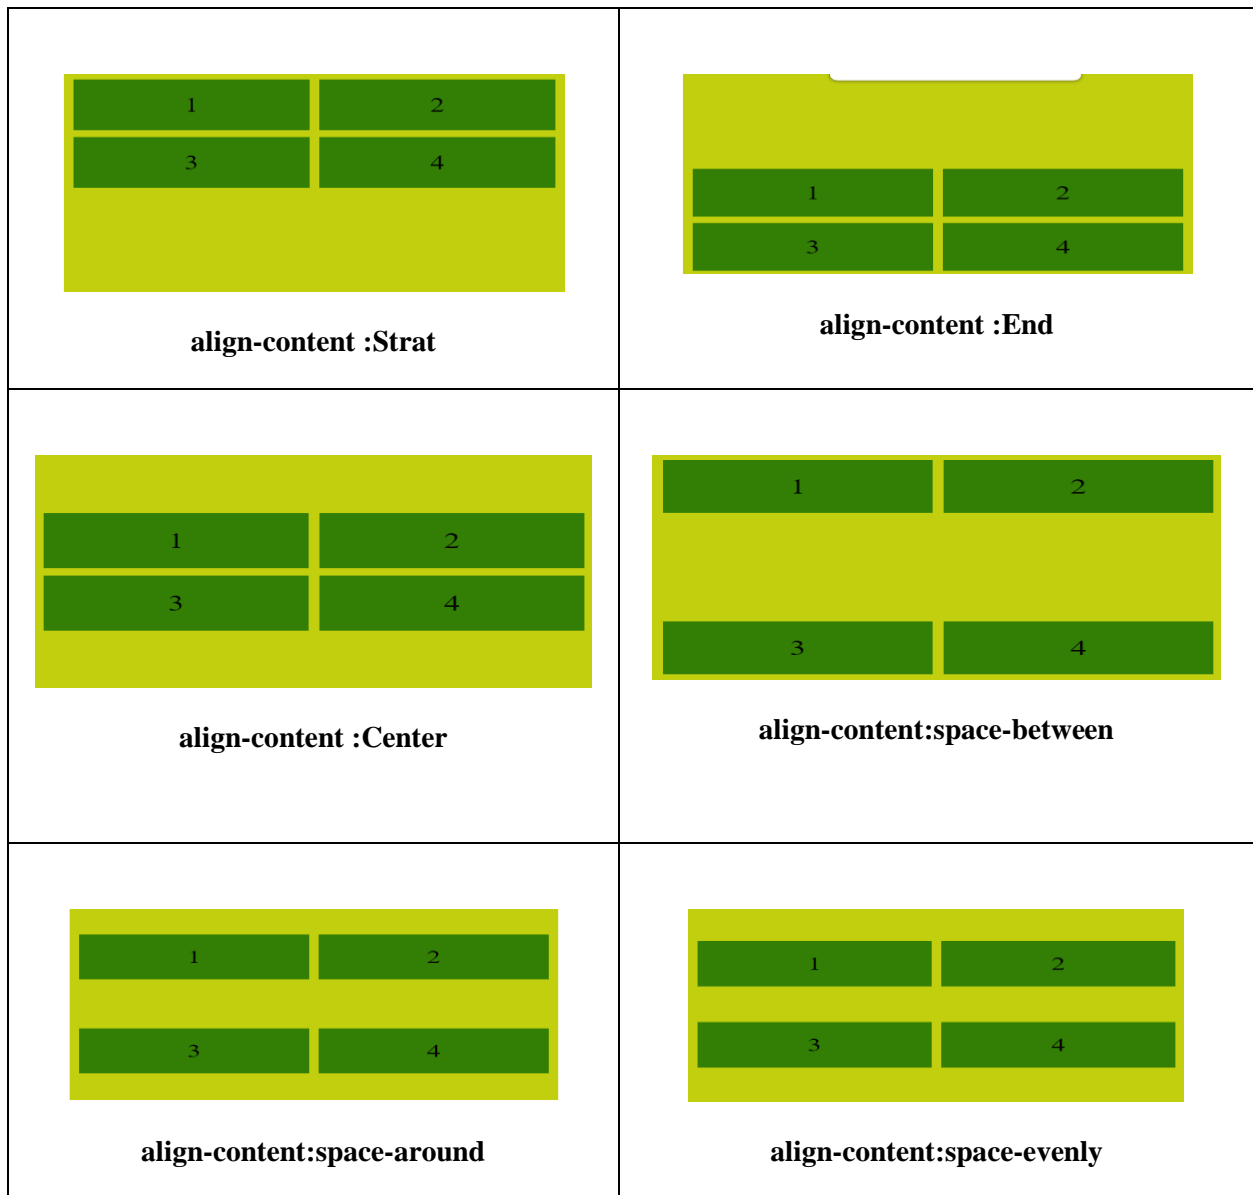 1 2
3 4
align-content :Strat
1 2
3 4
align-content :End
1 2
3 4
align-content :Center
1 2
3 4
align-content:space-between
1 2
3 4
align-content:space-around
1 2
3 4
align-content:space-evenly